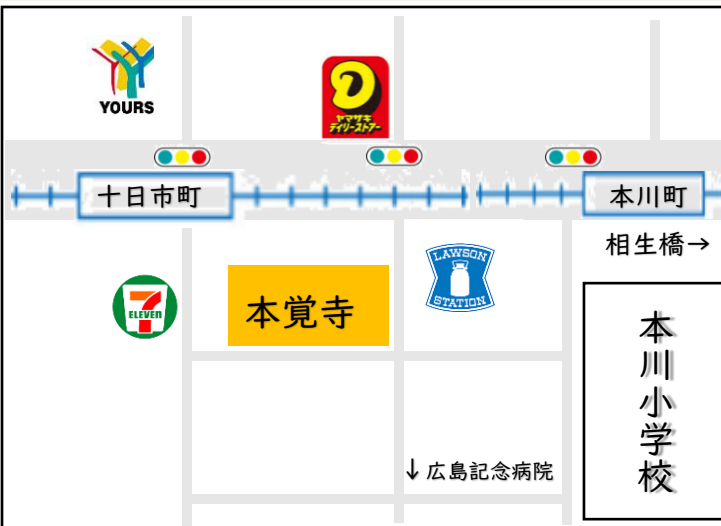 YOURS
ヤマザキ
デイリーストアー
十日市町
本川町
相生橋→
7
ELEVEN
本覚寺
LAWSON
STATION
本川小学校
↓広島記念病院